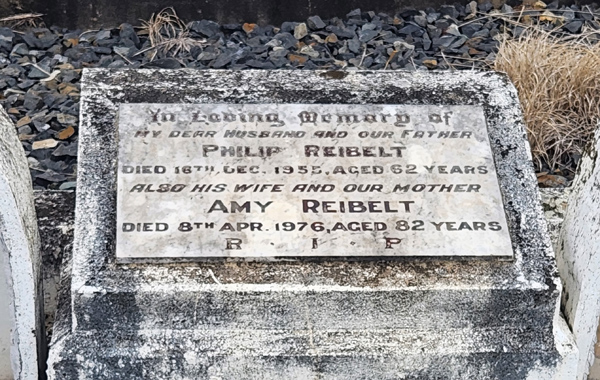 In Loving Memory of
MY DEAR HUSBAND AND OUR FATHER
PHILIP REIBELT
DIED 16TH. DEC. 1955, AGED 62 YEARS
ALSO HIS WIFE AND OUR MOTHER
AMY REIBELT
DIED 8TH APR. 1976, AGED 82 YEARS
R . I . P